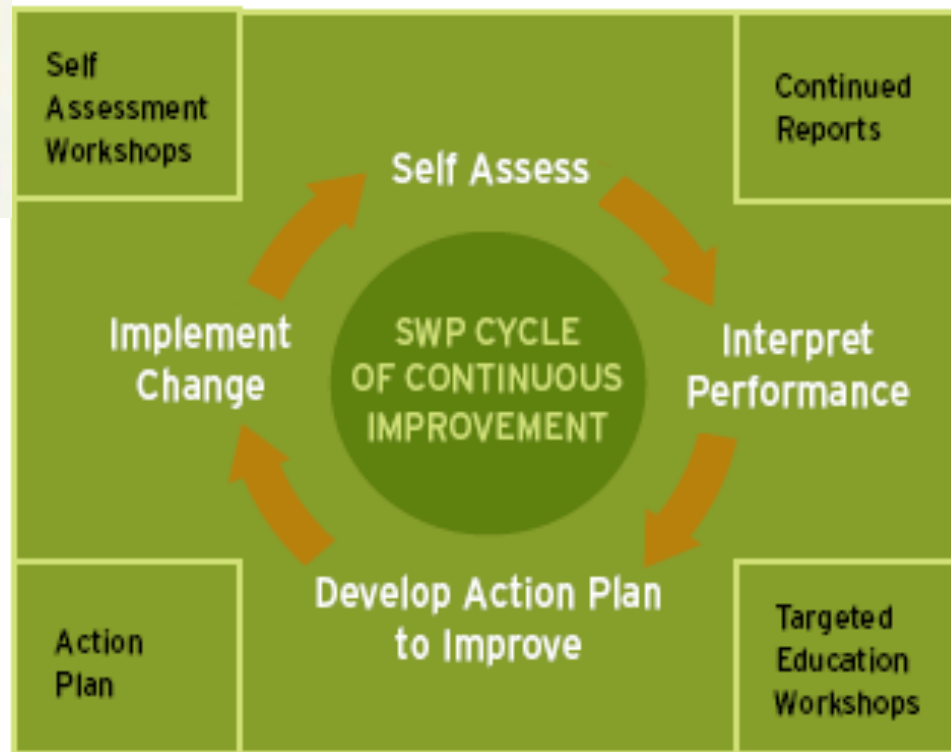 Self
Assessment
Workshops
Continued
Reports
Self Assess
Implement
Change
SWP CYCLE
OF CONTINUOUS
IMPROVEMENT
Interpret
Performance
Develop Action Plan
to Improve
Action
Plan
Targeted
Education
Workshops